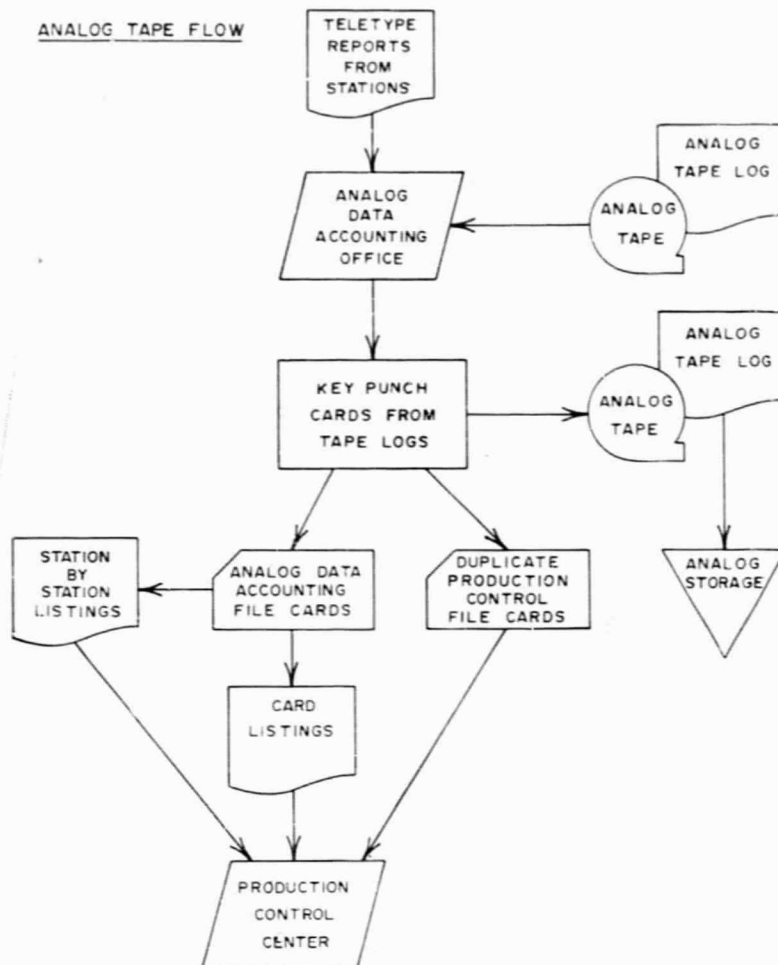 ANALOG TAPE FLOW
TELETYPE
REPORTS
FROM
STATIONS
ANALOG
TAPE LOG
ANALOG
TAPE
ANALOG
DATA
ACCOUNTING
OFFICE
KEY PUNCH
CARDS FROM
TAPE LOGS
ANALOG
TAPE LOG
ANALOG
TAPE
STATION
BY
STATION
LISTINGS
ANALOG DATA
ACCOUNTING
FILE CARDS
DUPLICATE
PRODUCTION
CONTROL
FILE CARDS
ANALOG
STORAGE
CARD
LISTINGS
PRODUCTION
CONTROL
CENTER